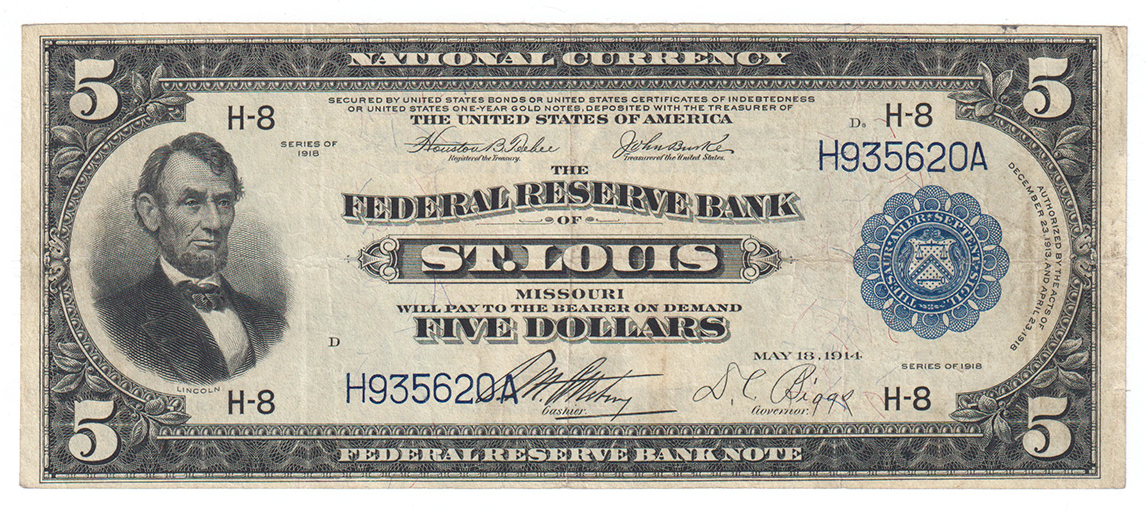 NATIONAL CURRENCY
5
5
SECURED BY UNITED STATES BONDS OR UNITED STATES CERTIFICATES OF INDEBTEDNESS
OR UNITED STATES ONE-YEAR GOLD NOTES, DEPOSITED WITH THE TREASURER OF
THE UNITED STATES OF AMERICA
H-8
D
H-8
SERIES OF
1918
Houston B. Teehee
Register of the Treasury.
John Burke
Treasurer of the United States.
H935620A
THE
FEDERAL RESERVE BANK
OF
ST. LOUIS
MISSOURI
WILL PAY TO THE BEARER ON DEMAND
FIVE DOLLARS
THESAUR. AMER. SEPTENT. SIGIL.
AUTHORIZED BY THE ACTS OF
DECEMBER 23, 1913, AND APRIL 23, 1918
D
MAY 18, 1914.
SERIES OF 1918
LINCOLN
H935620A
Cashier.
D. C. Biggs
Governor.
H-8
H-8
5
5
FEDERAL RESERVE BANK NOTE